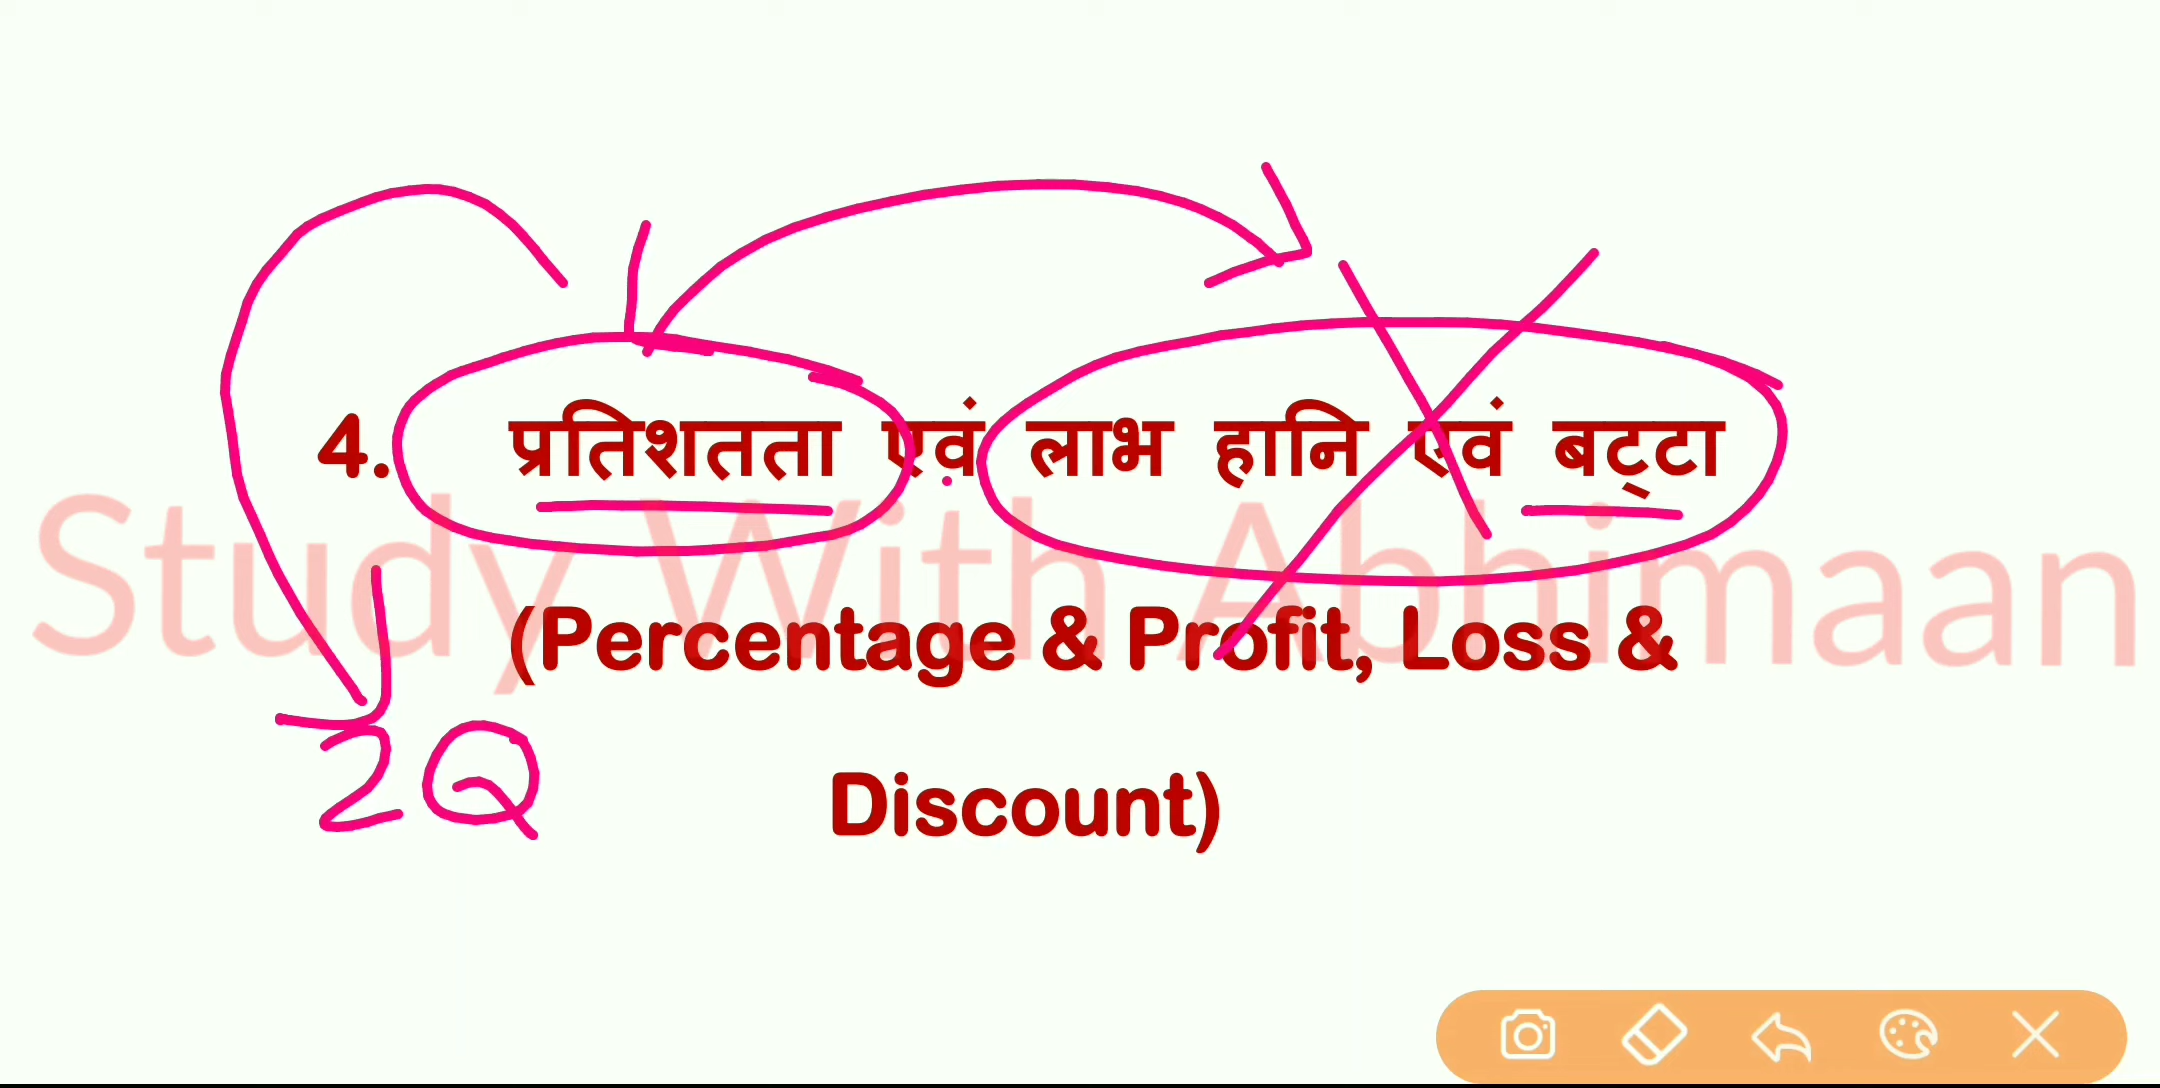 4. प्रतिशतता एवं लाभ हानि एवं बट्टा
Study With Abhimaan
(Percentage & Profit, Loss &
2Q
Discount)